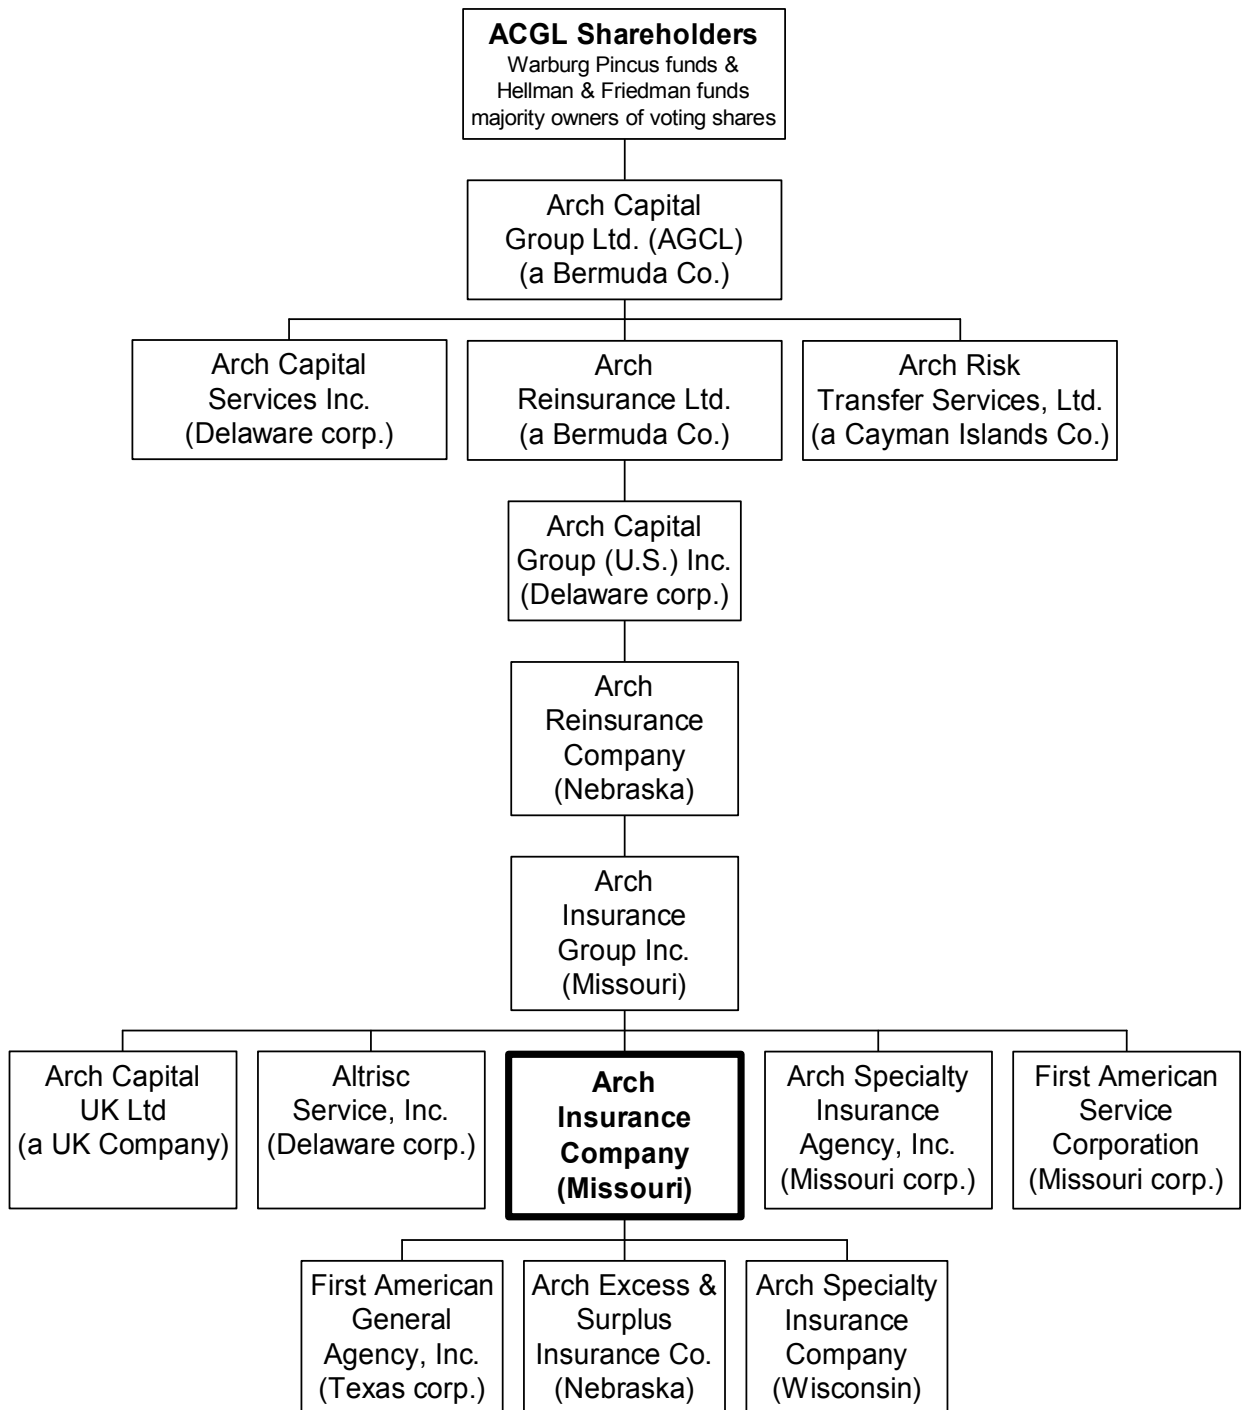 ACGL Shareholders
Warburg Pincus funds &
Hellman & Friedman funds
majority owners of voting shares
Arch Capital
Group Ltd. (AGCL)
(a Bermuda Co.)
Arch Capital
Services Inc.
(Delaware corp.)
Arch
Reinsurance Ltd.
(a Bermuda Co.)
Arch Risk
Transfer Services, Ltd.
(a Cayman Islands Co.)
Arch Capital
Group (U.S.) Inc.
(Delaware corp.)
Arch
Reinsurance
Company
(Nebraska)
Arch
Insurance
Group Inc.
(Missouri)
Arch Capital
UK Ltd
(a UK Company)
Altrisc
Service, Inc.
(Delaware corp.)
Arch
Insurance
Company
(Missouri)
Arch Specialty
Insurance
Agency, Inc.
(Missouri corp.)
First American
Service
Corporation
(Missouri corp.)
First American
General
Agency, Inc.
(Texas corp.)
Arch Excess &
Surplus
Insurance Co.
(Nebraska)
Arch Specialty
Insurance
Company
(Wisconsin)